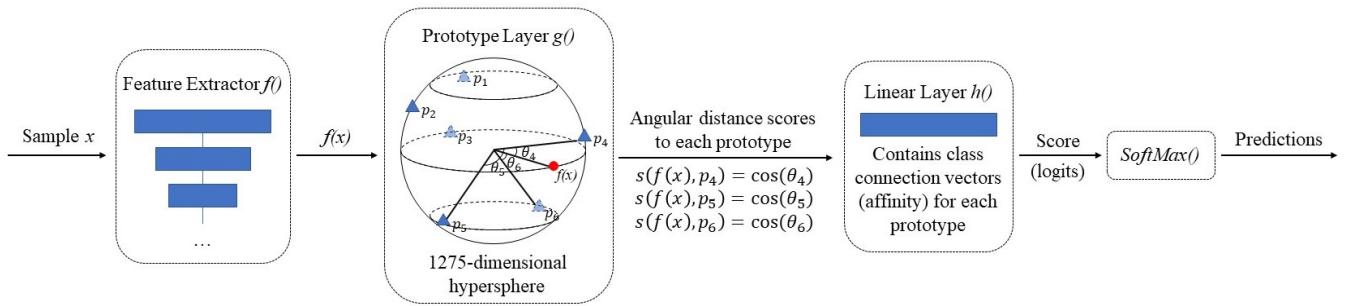 Sample x
Feature Extractor f()
...
f(x)
Prototype Layer g()
p₁
p₂
p₃
p₄
θ₄
θ₆
θ₅
f(x)
p₆
p₅
1275-dimensional
hypersphere
Angular distance scores
to each prototype
s(f(x), p₄) = cos(θ₄)
s(f(x), p₅) = cos(θ₅)
s(f(x), p₆) = cos(θ₆)
Linear Layer h()
Contains class
connection vectors
(affinity) for each
prototype
Score
(logits)
SoftMax()
Predictions